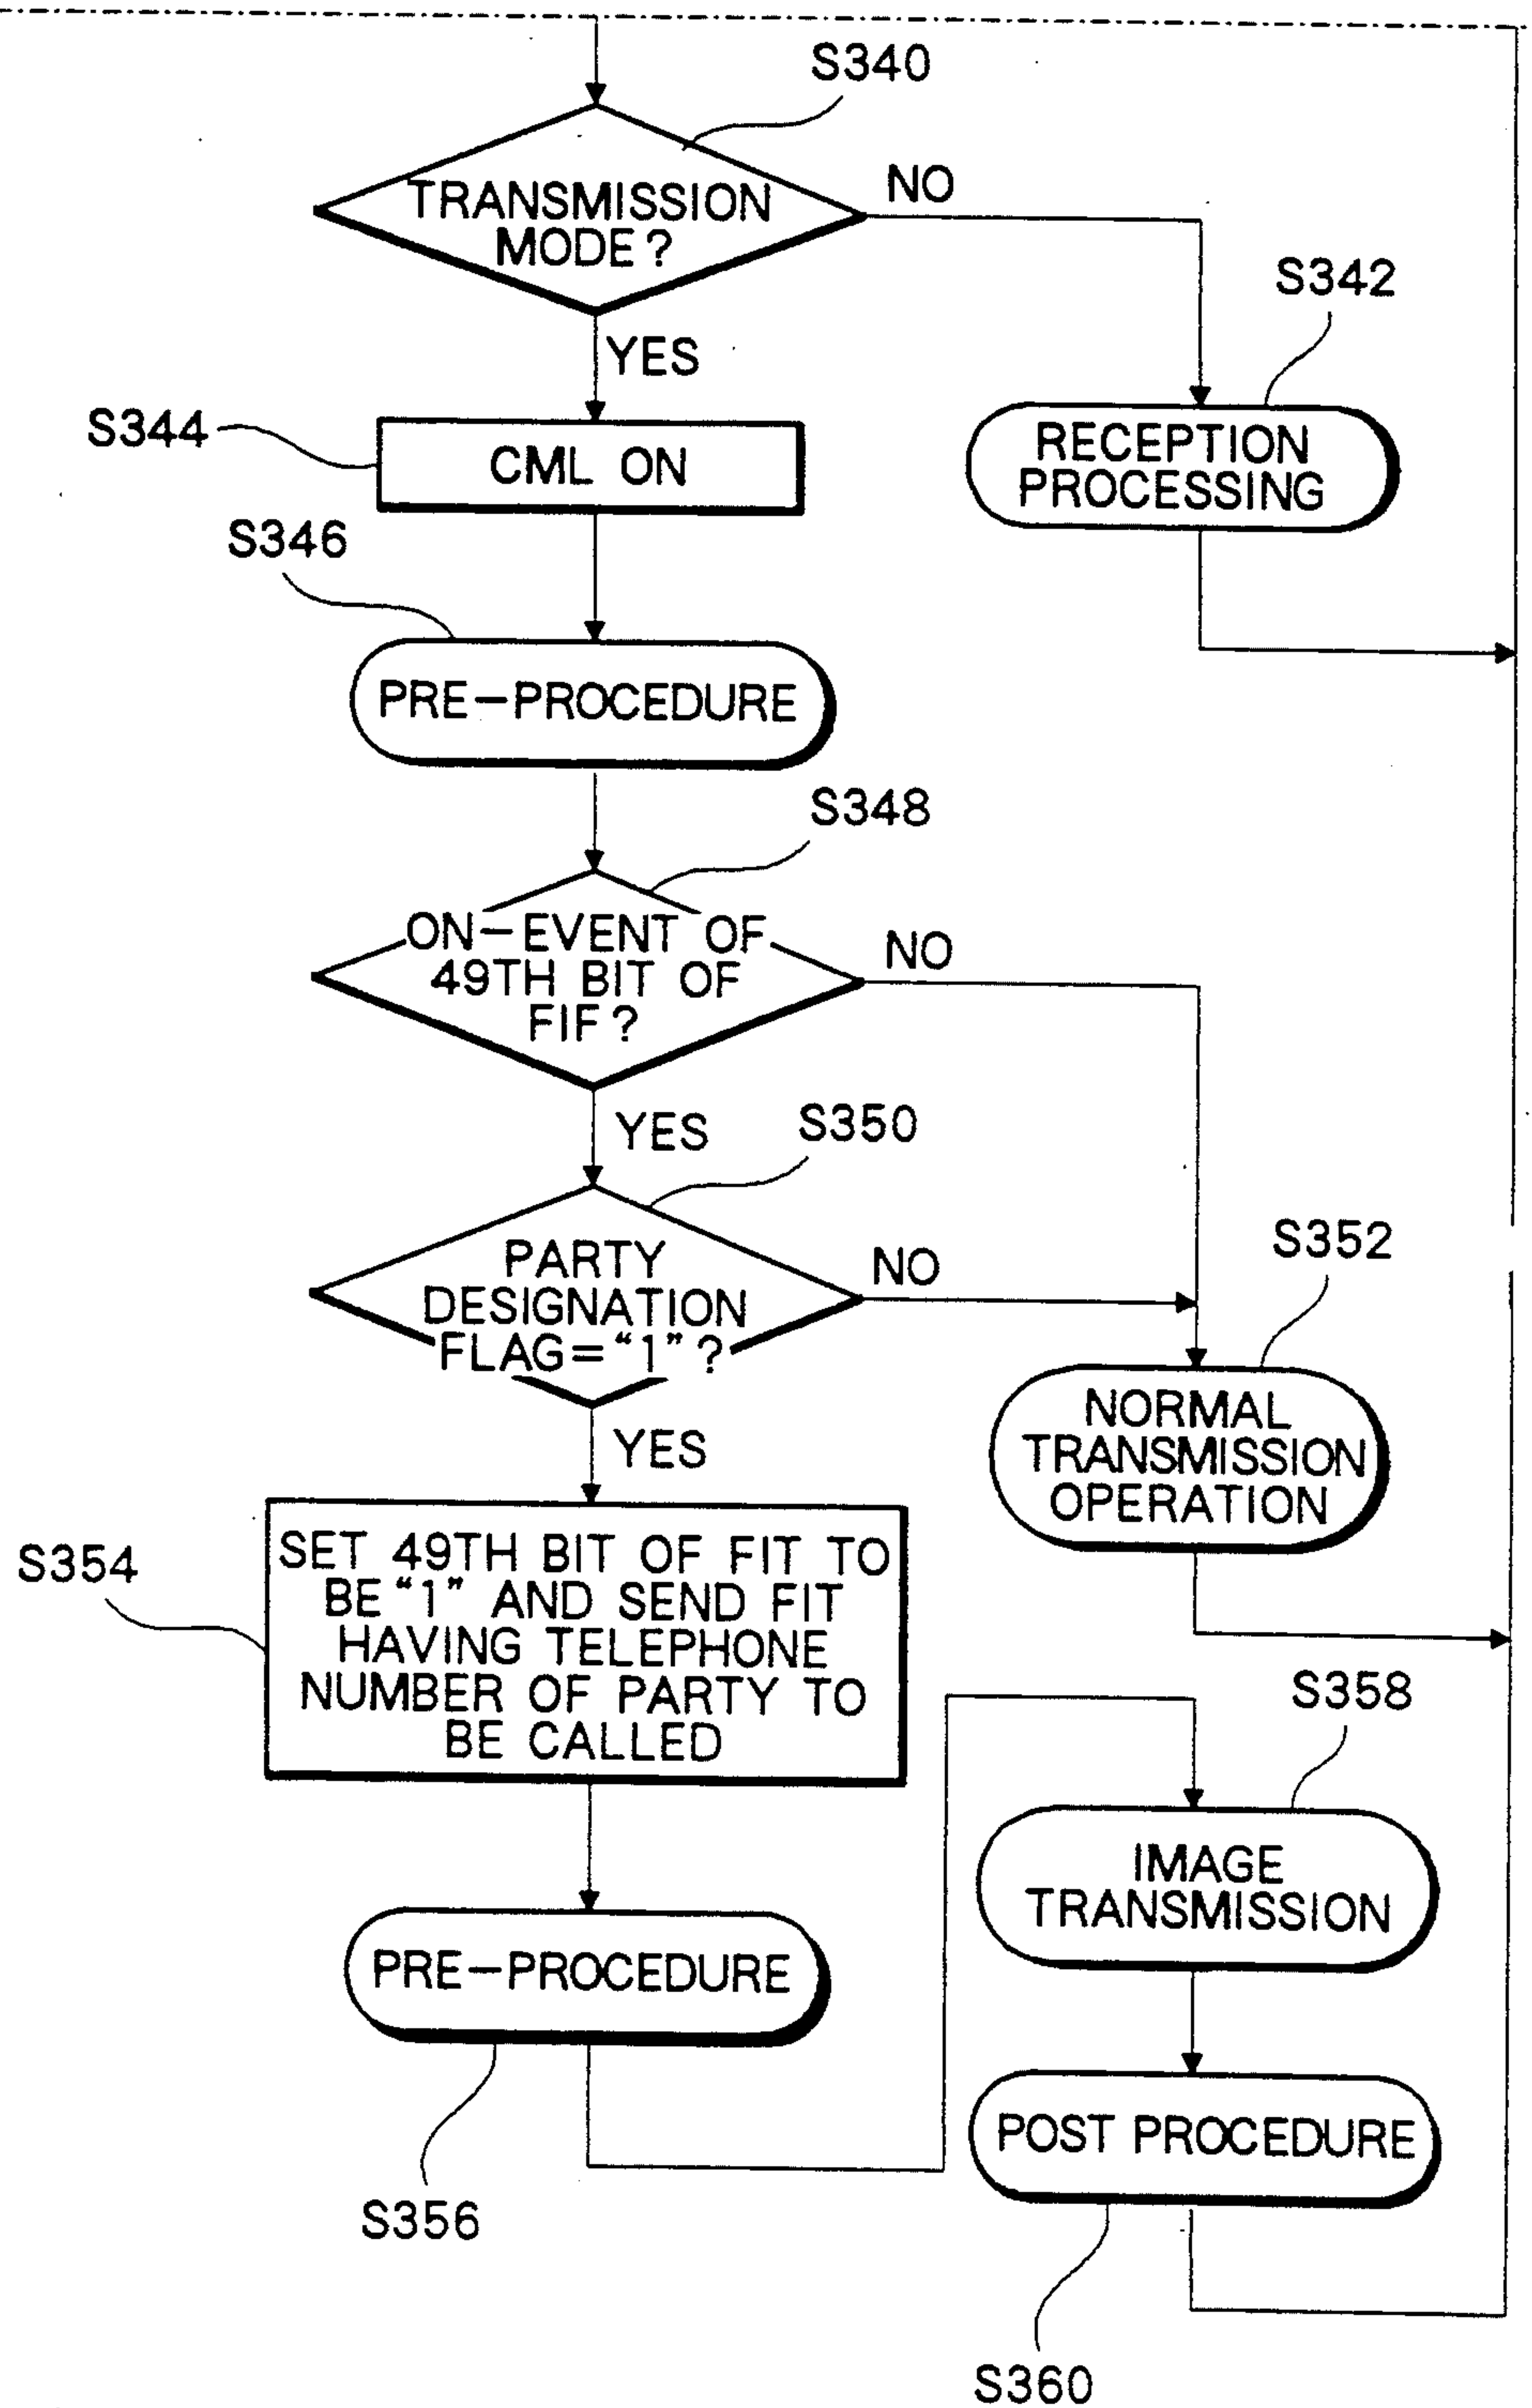 S340
TRANSMISSION
MODE?
NO
YES
S342
RECEPTION
PROCESSING
S344
CML ON
S346
PRE-PROCEDURE
S348
ON-EVENT OF
49TH BIT OF
FIF?
NO
YES
S350
PARTY
DESIGNATION
FLAG="1"?
NO
YES
S352
NORMAL
TRANSMISSION
OPERATION
S354
SET 49TH BIT OF FIT TO
BE "1" AND SEND FIT
HAVING TELEPHONE
NUMBER OF PARTY TO
BE CALLED
S358
IMAGE
TRANSMISSION
PRE-PROCEDURE
S356
POST PROCEDURE
S360